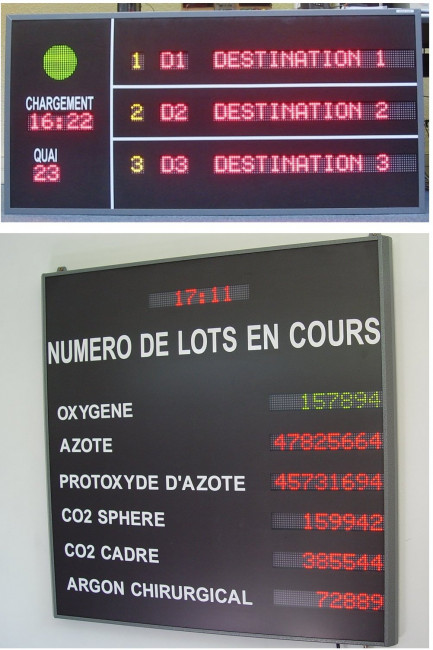 1 D1 DESTINATION 1
CHARGEMENT
16:22
2 D2 DESTINATION 2
QUAI
23
3 D3 DESTINATION 3
17:11
NUMERO DE LOTS EN COURS
OXYGENE 157894
AZOTE 47825664
PROTOXYDE D'AZOTE 45731694
CO2 SPHERE 159942
CO2 CADRE 385544
ARGON CHIRURGICAL 72889